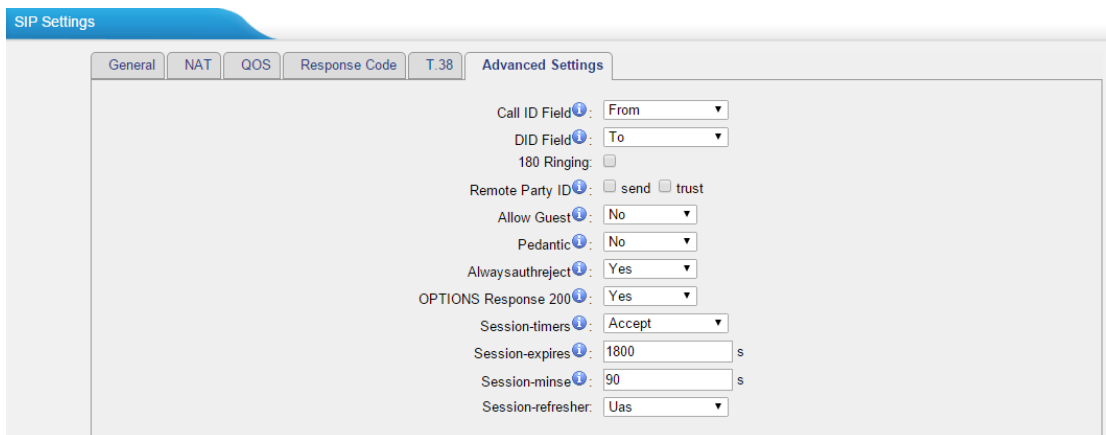 SIP Settings
General NAT QOS Response Code T.38 Advanced Settings
Call ID Field i : From
DID Field i : To
180 Ringing:
Remote Party ID i : send trust
Allow Guest i : No
Pedantic i : No
Alwaysauthreject i : Yes
OPTIONS Response 200 i : Yes
Session-timers i : Accept
Session-expires i : 1800 s
Session-minse i : 90 s
Session-refresher: Uas